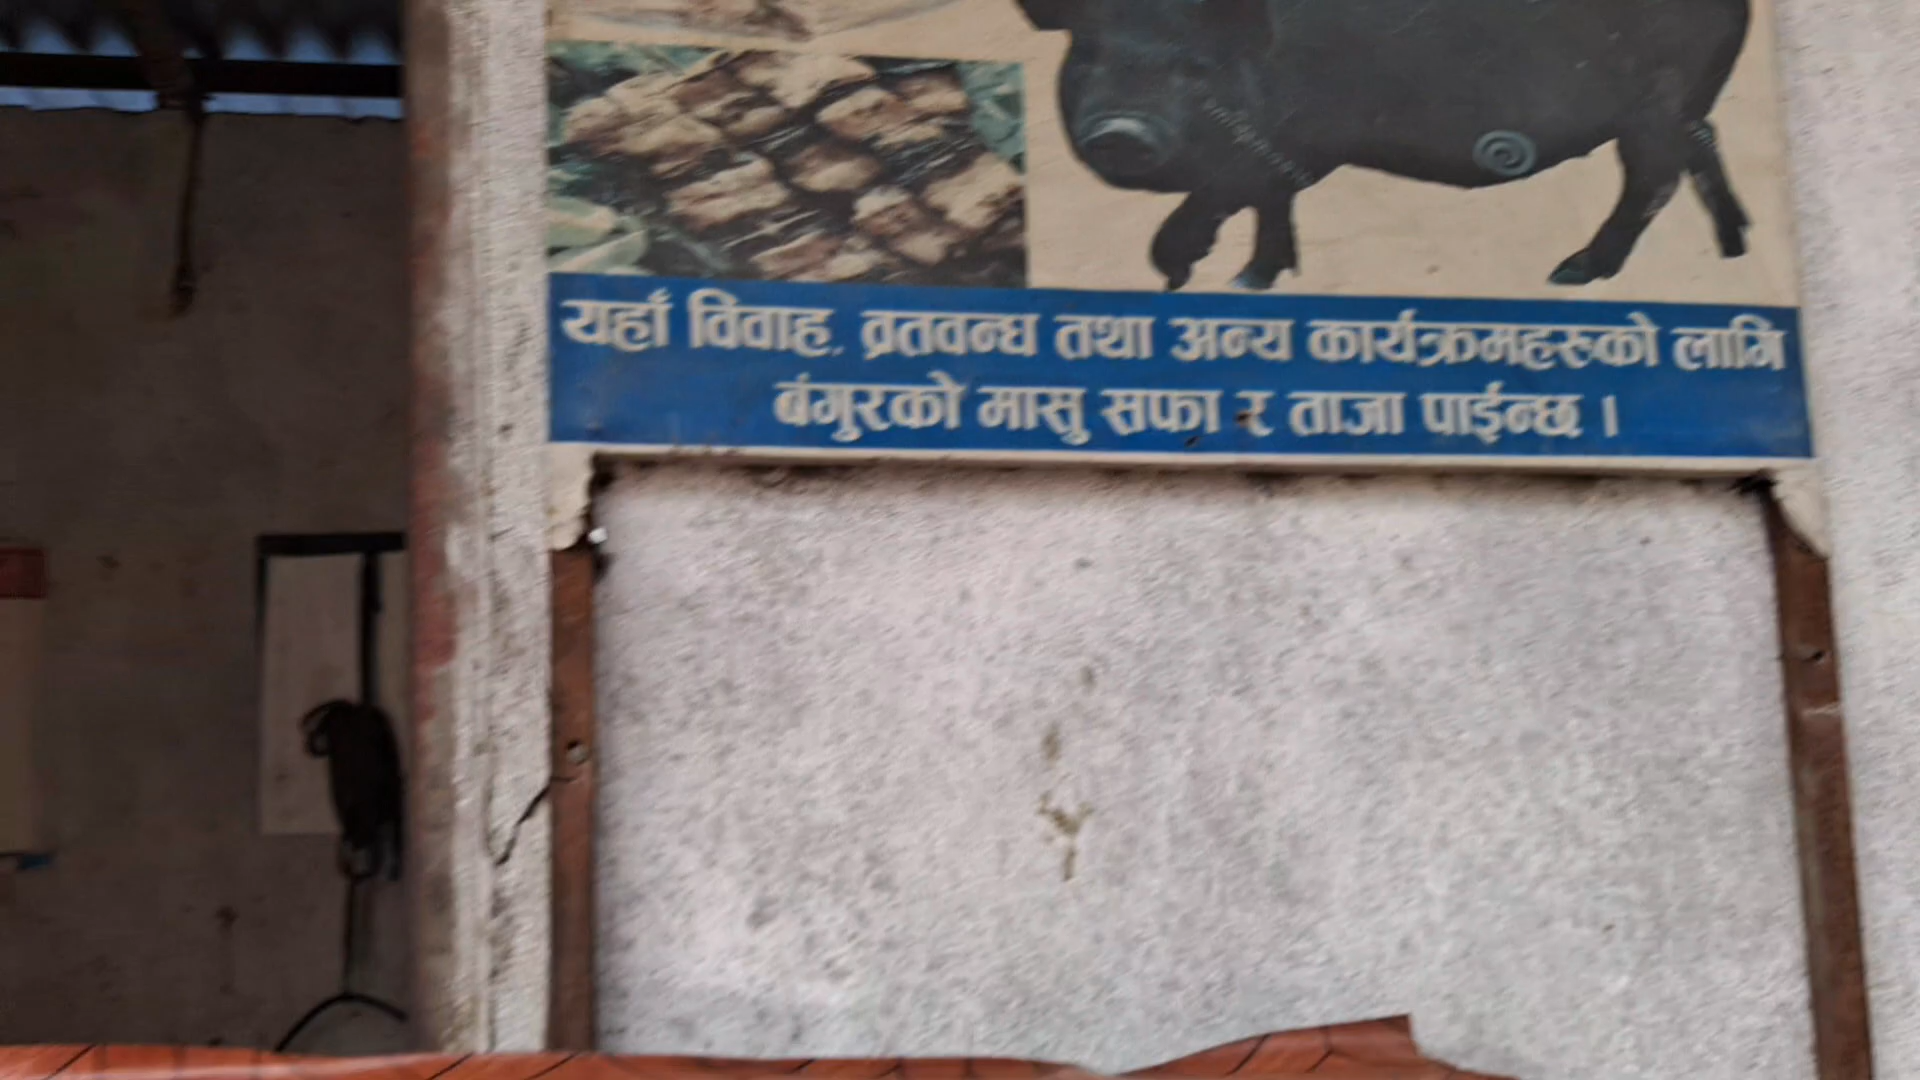 यहाँ विवाह, व्रतवन्ध तथा अन्य कार्यक्रमहरुको लागि
बंगुरको मासु सफा र ताजा पाईन्छ ।